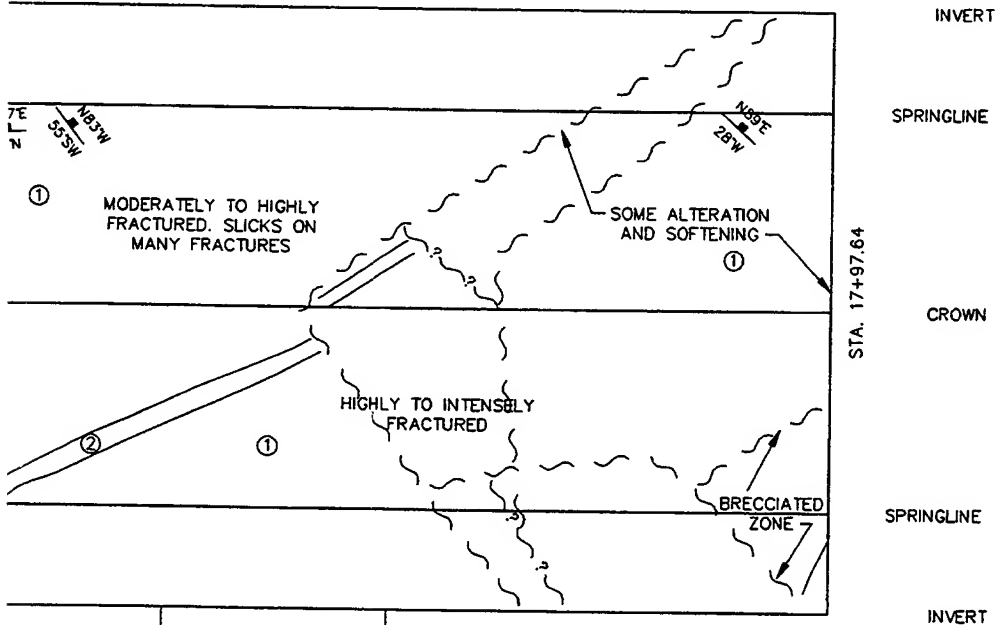 INVERT
SPRINGLINE
7°E
N
N83°W
55°SW
N89°E
28°W
1
MODERATELY TO HIGHLY
FRACTURED. SLICKS ON
MANY FRACTURES
SOME ALTERATION
AND SOFTENING
1
STA. 17+97.64
CROWN
?
?
HIGHLY TO INTENSELY
FRACTURED
2
1
BRECCIATED
ZONE
SPRINGLINE
?
?
INVERT